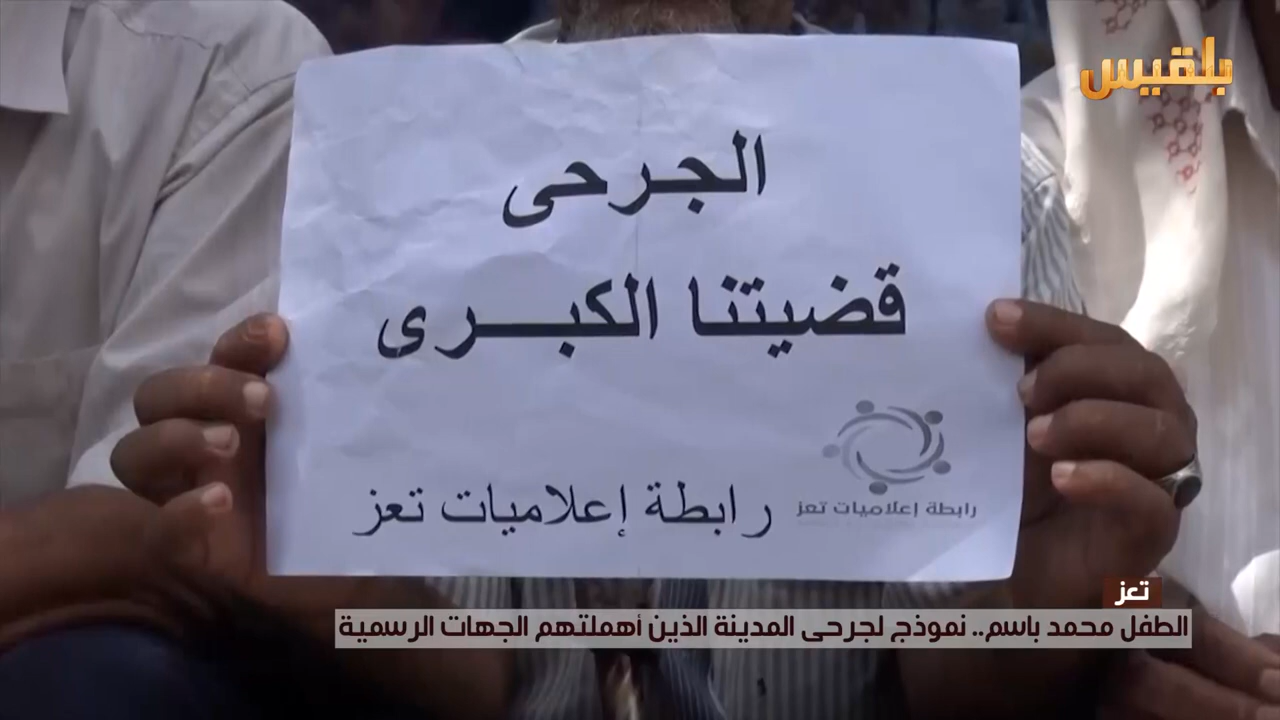 بلقيس
الجرحى
قضيتنا الكبرى
رابطة إعلاميات تعز
رابطة إعلاميات تعز
تعز
الطفل محمد باسم.. نموذج لجرحى المدينة الذين أهملتهم الجهات الرسمية